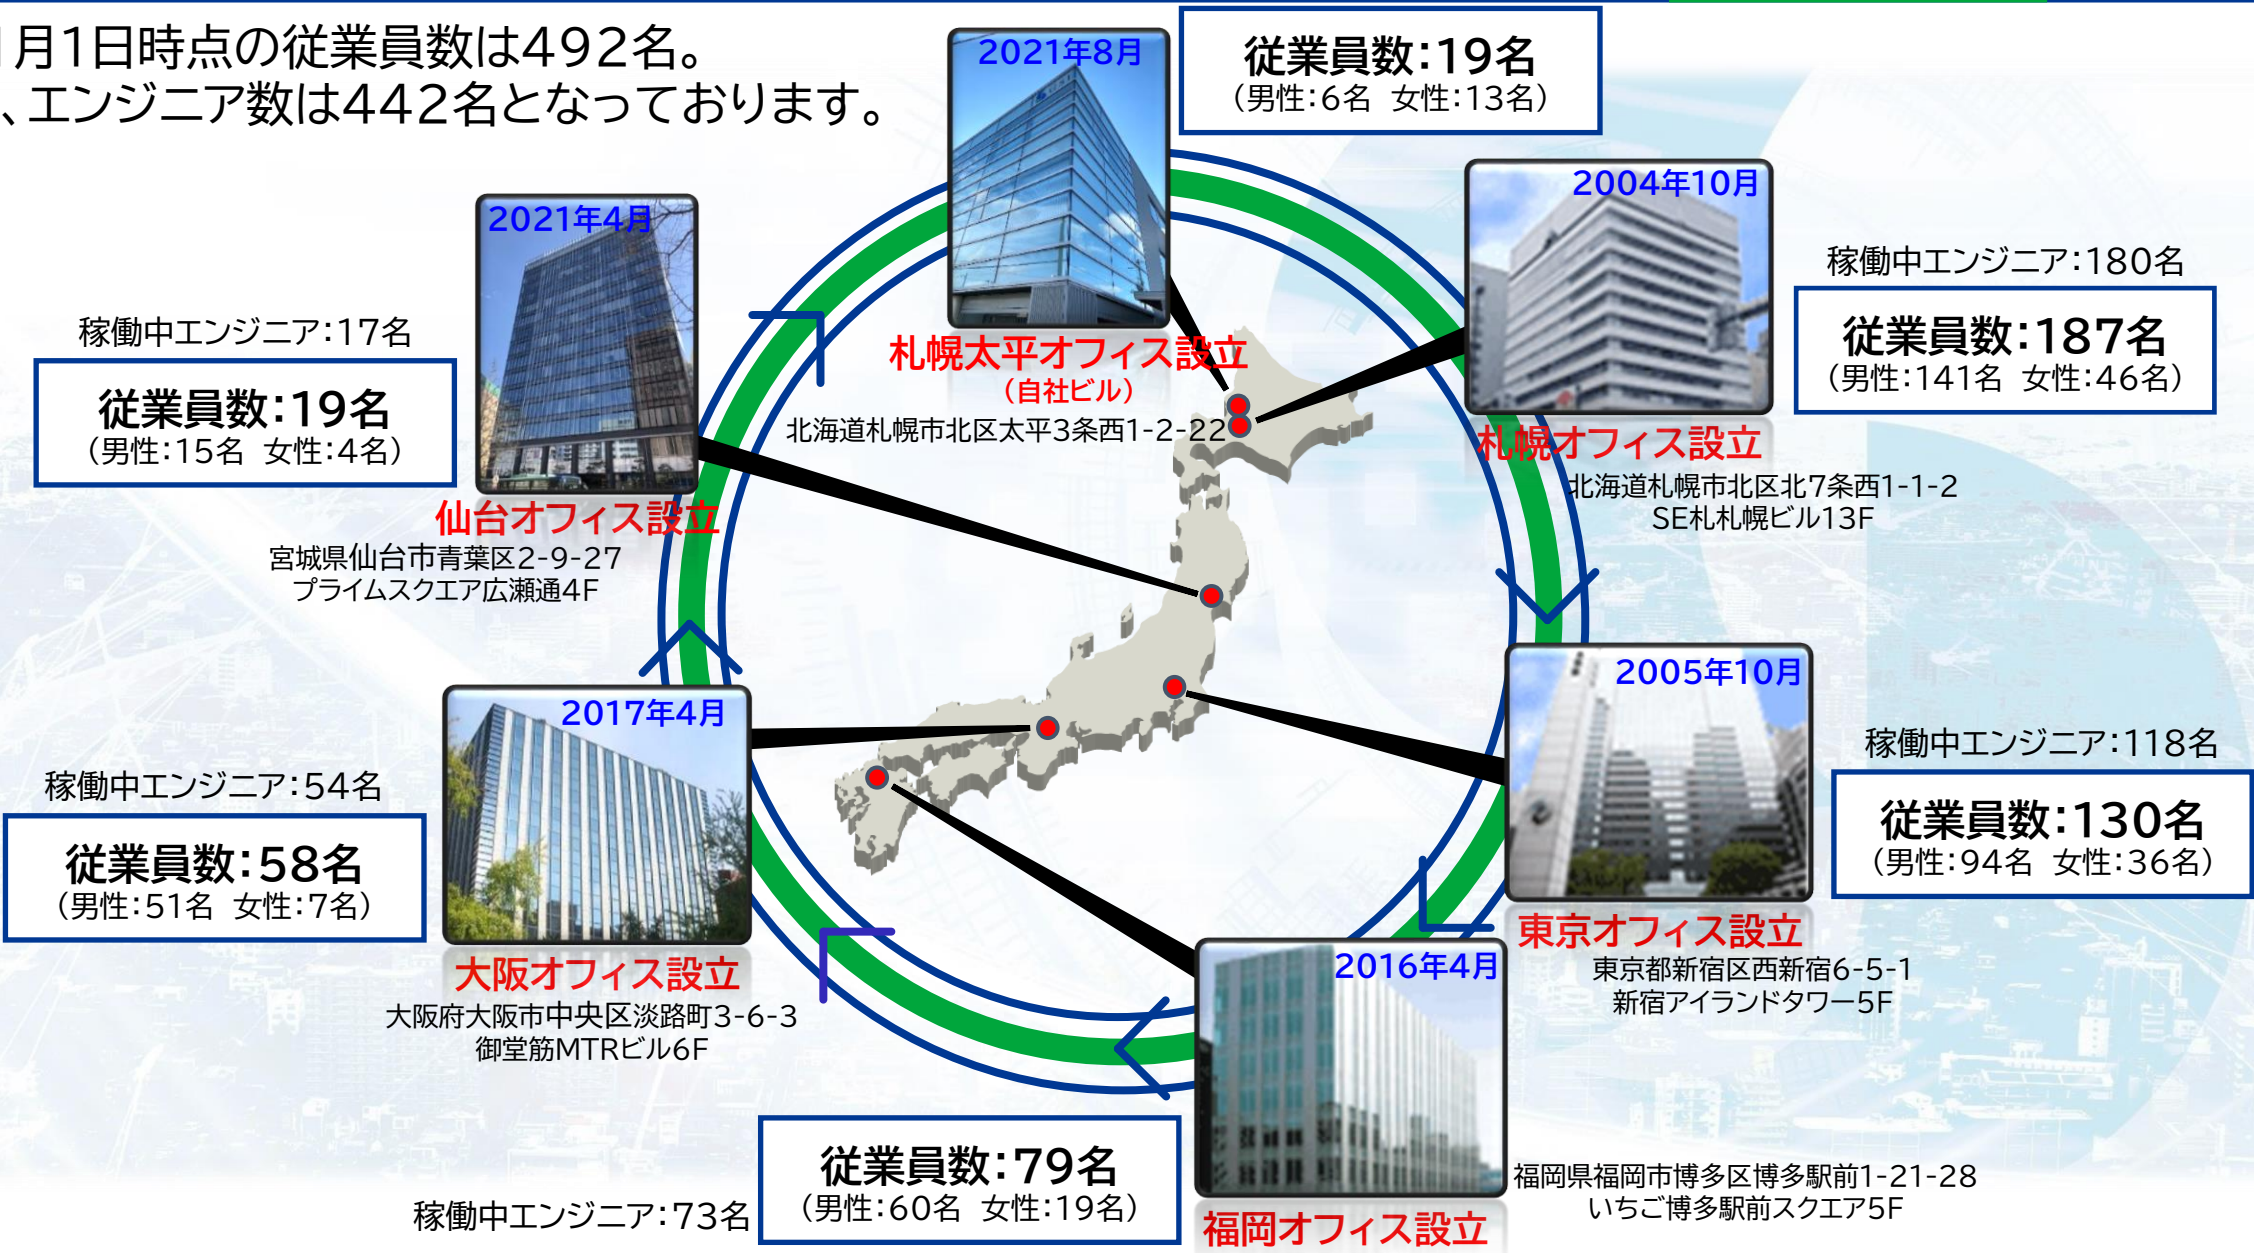 月1日時点の従業員数は492名。
、エンジニア数は442名となっております。
2021年8月
従業員数：19名
（男性：6名 女性：13名）
札幌太平オフィス設立
（自社ビル）
北海道札幌市北区太平3条西1-2-22
2004年10月
稼働中エンジニア：180名
従業員数：187名
（男性：141名 女性：46名）
札幌オフィス設立
北海道札幌市北区北7条西1-1-2
SE札札幌ビル13F
2021年4月
稼働中エンジニア：17名
従業員数：19名
（男性：15名 女性：4名）
仙台オフィス設立
宮城県仙台市青葉区2-9-27
プライムスクエア広瀬通4F
2005年10月
稼働中エンジニア：118名
従業員数：130名
（男性：94名 女性：36名）
東京オフィス設立
東京都新宿区西新宿6-5-1
新宿アイランドタワー5F
2017年4月
稼働中エンジニア：54名
従業員数：58名
（男性：51名 女性：7名）
大阪オフィス設立
大阪府大阪市中央区淡路町3-6-3
御堂筋MTRビル6F
2016年4月
従業員数：79名
（男性：60名 女性：19名）
稼働中エンジニア：73名
福岡県福岡市博多区博多駅前1-21-28
いちご博多駅前スクエア5F
福岡オフィス設立